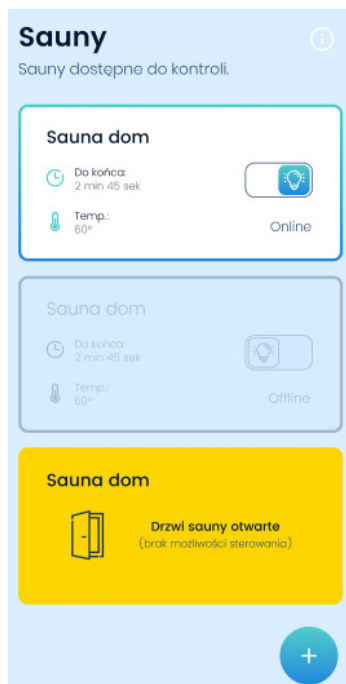 Sauny
Sauny dostępne do kontroli.
Sauna dom
Do końca:
2 min 45 sek
Temp.:
60°
Online
Sauna dom
Do końca:
2 min 45 sek
Temp.:
60°
Offline
Sauna dom
Drzwi sauny otwarte
(brak możliwości sterowania)
+